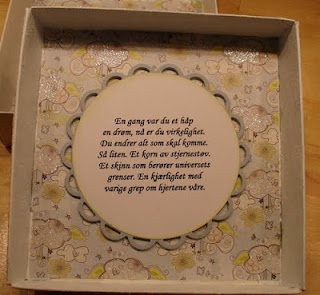 En gang var du et håp
en drøm, nå er du virkelighet.
Du endrer alt som skal komme.
Så liten. Et korn av stjernestøv.
Et skinn som berører universets
grenser. En kjærlighet med
varige grep om hjertene våre.